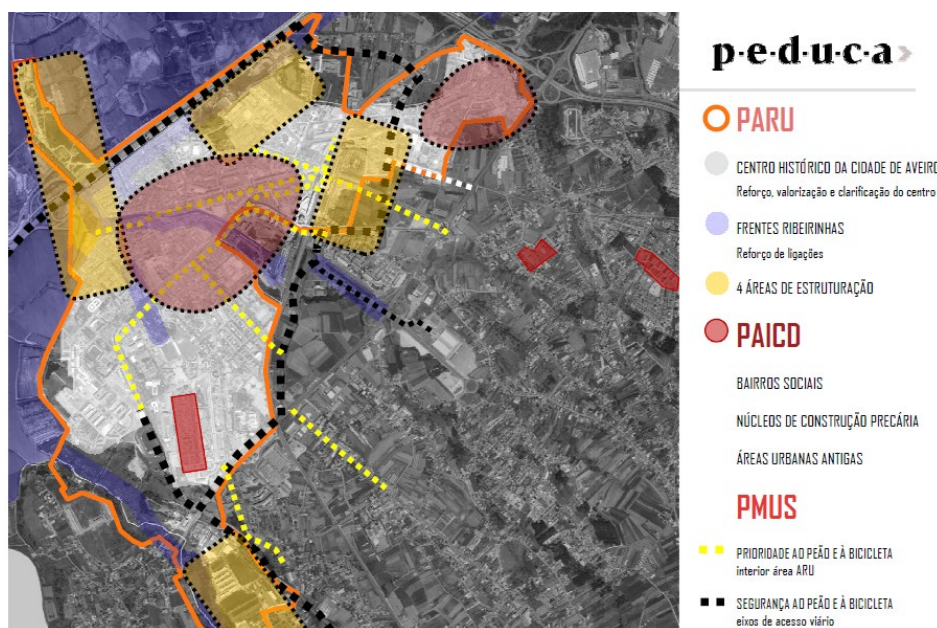 p·e·d·u·c·a
PARU
CENTRO HISTÓRICO DA CIDADE DE AVEIRO
Reforço, valorização e clarificação do centro
FRENTES RIBEIRINHAS
Reforço de ligações
4 ÁREAS DE ESTRUTURAÇÃO
PAICD
BAIRROS SOCIAIS
NÚCLEOS DE CONSTRUÇÃO PRECÁRIA
ÁREAS URBANAS ANTIGAS
PMUS
PRIORIDADE AO PEÃO E À BICICLETA
interior área ARU
SEGURANÇA AO PEÃO E À BICICLETA
eixos de acesso viário